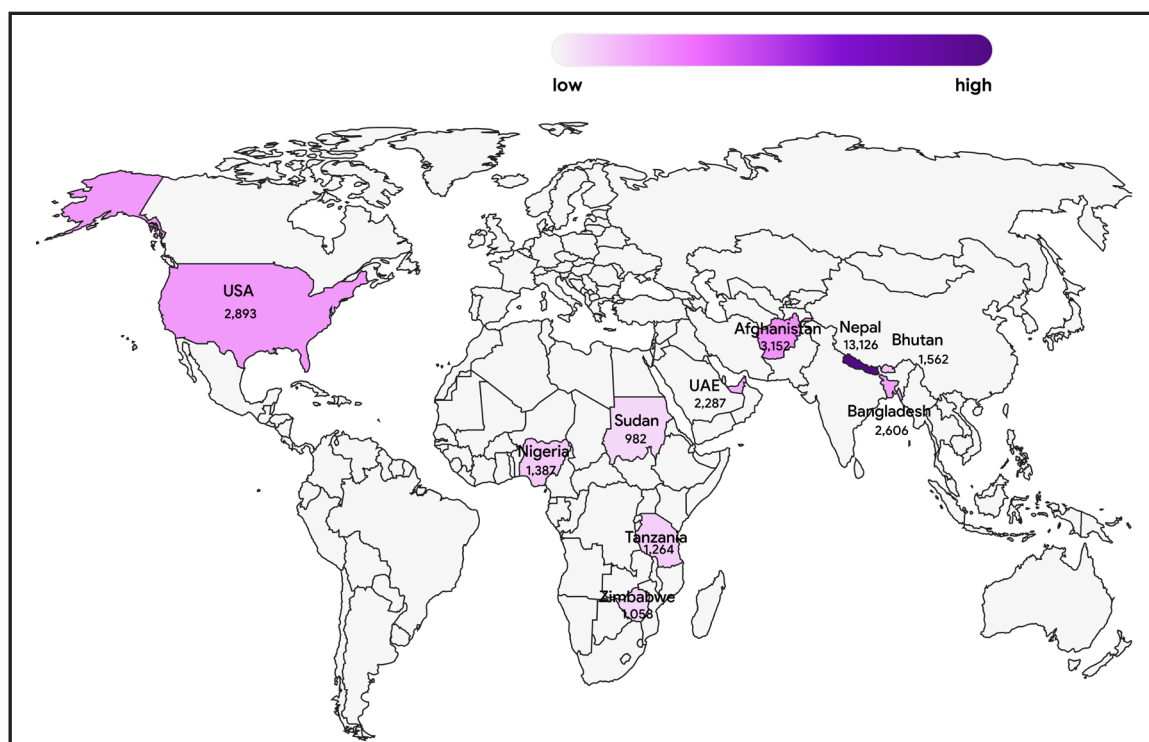 low
high
USA
2,893
Afghanistan
3,152
Nepal
13,126
Bhutan
1,562
UAE
2,287
Bangladesh
2,606
Sudan
982
Nigeria
1,387
Tanzania
1,264
Zimbabwe
1,058